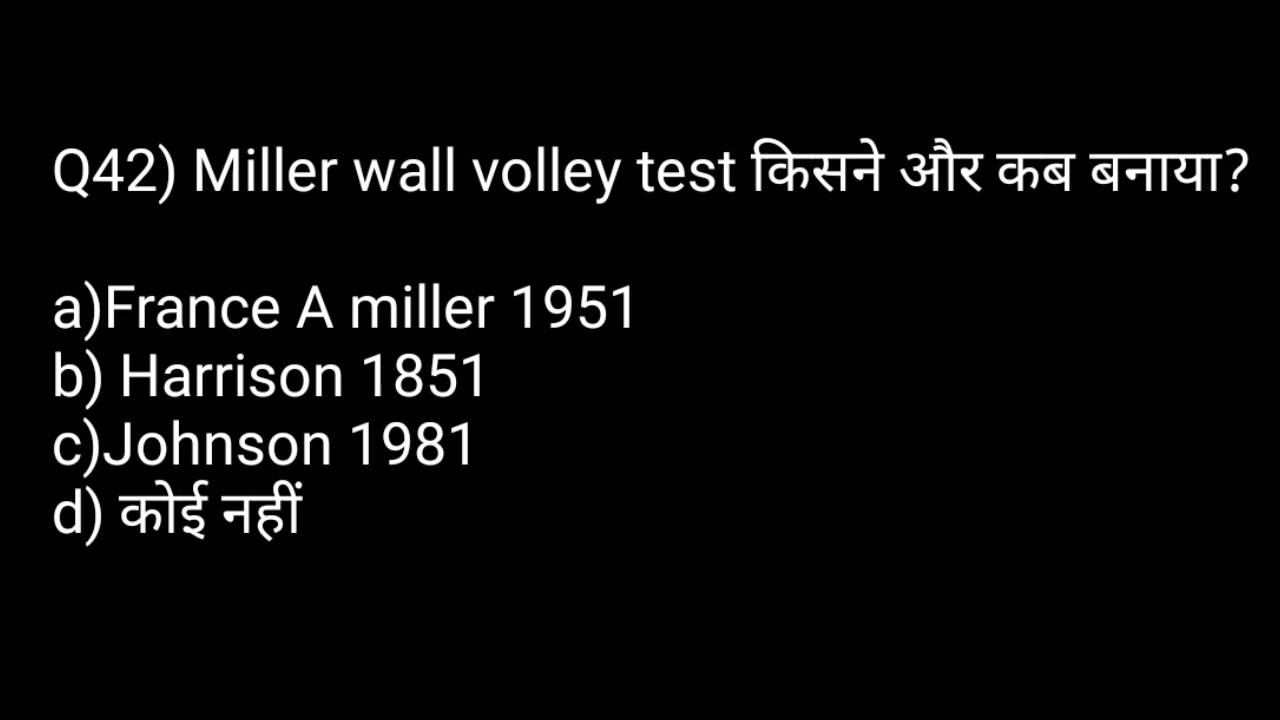 Q42) Miller wall volley test किसने और कब बनाया?
a)France A miller 1951
b) Harrison 1851
c)Johnson 1981
d) कोई नहीं